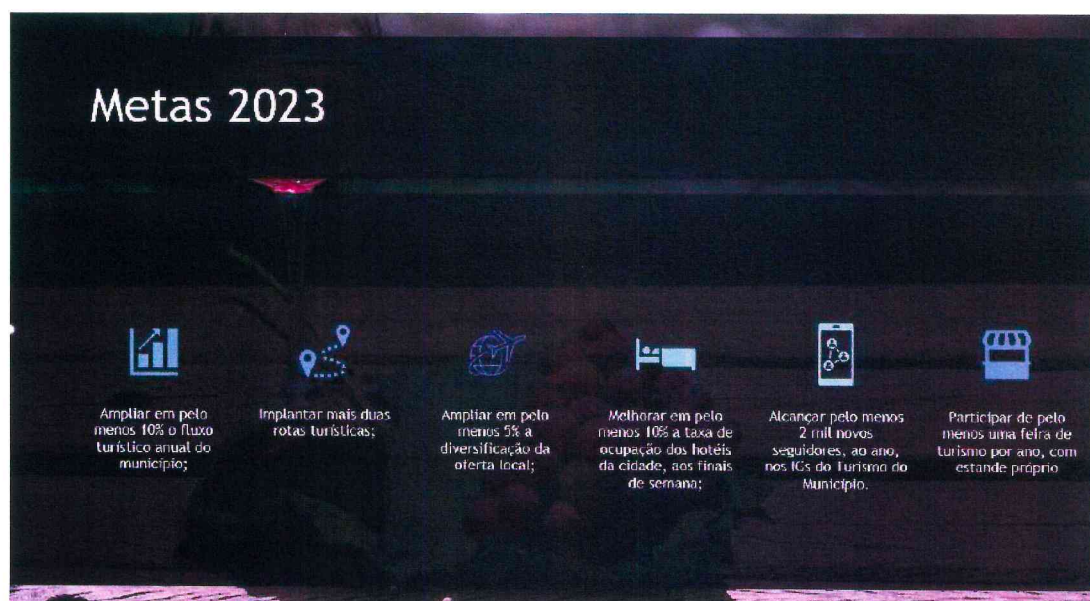 Metas 2023
Ampliar em pelo
menos 10% o fluxo
turístico anual do
município;
Implantar mais duas
rotas turísticas;
Ampliar em pelo
menos 5% a
diversificação da
oferta local;
Melhorar em pelo
menos 10% a taxa de
ocupação dos hotéis
da cidade, aos finais
de semana;
Alcançar pelo menos
2 mil novos
seguidores, ao ano,
nos IGs do Turismo do
Município.
Participar de pelo
menos uma feira de
turismo por ano, com
estande próprio